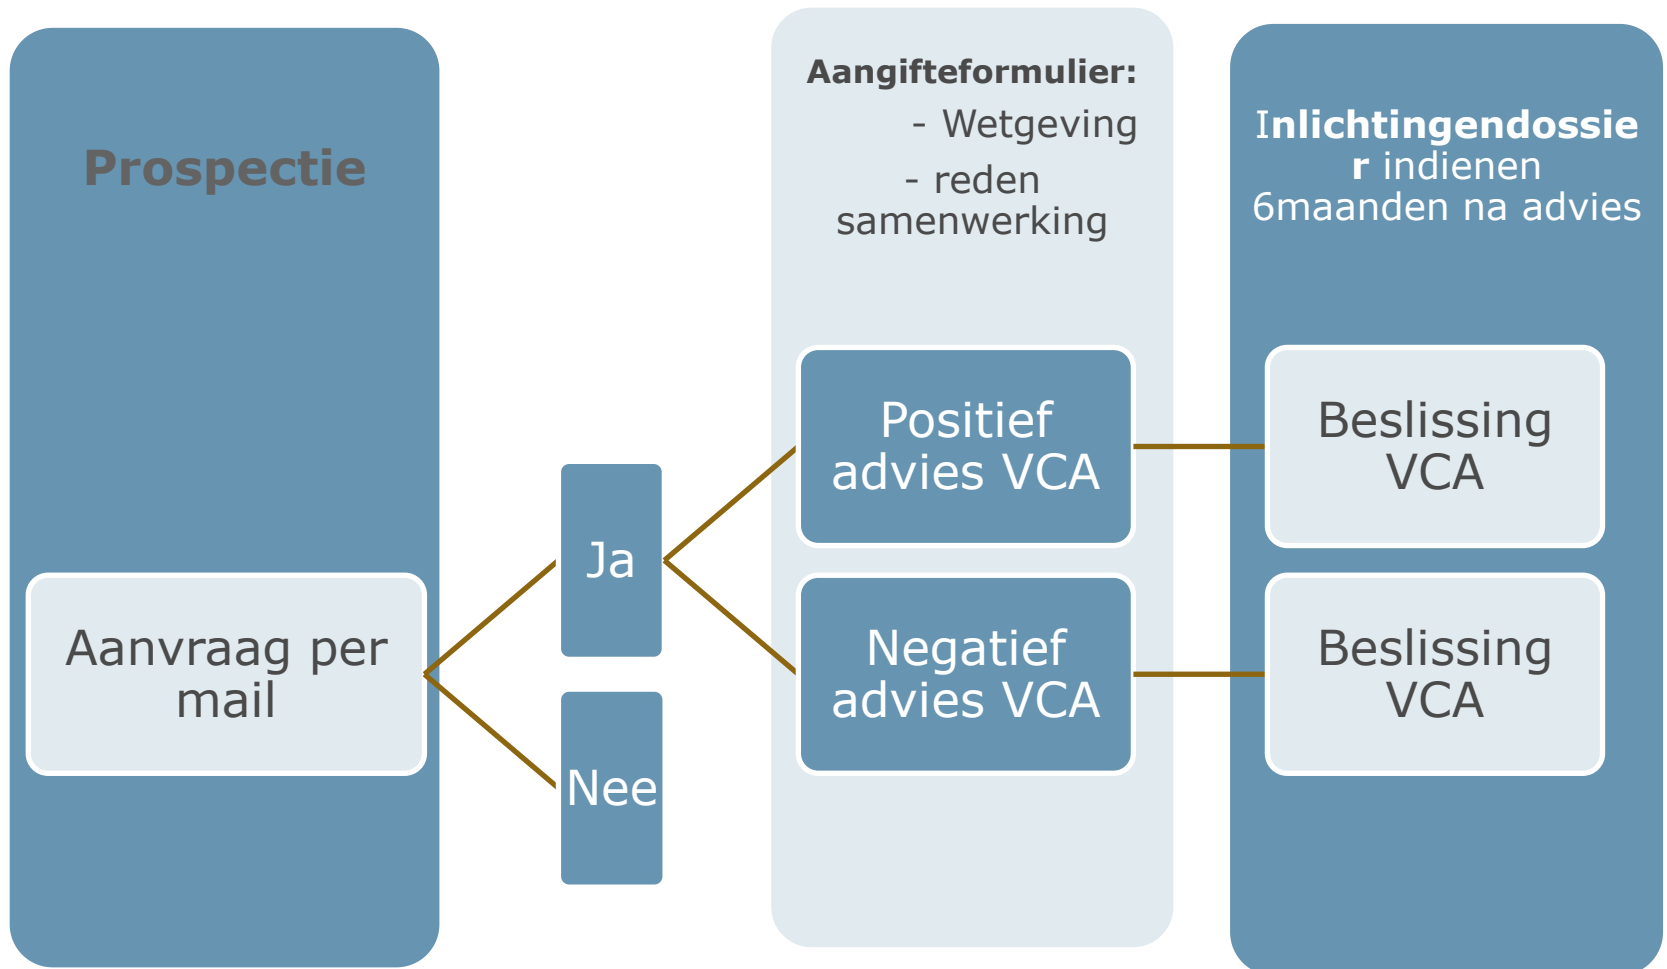 Prospectie
Aanvraag per
mail
Ja
Nee
Aangifteformulier:
- Wetgeving
- reden
samenwerking
Positief
advies VCA
Negatief
advies VCA
Inlichtingendossie
r indienen
6maanden na advies
Beslissing
VCA
Beslissing
VCA